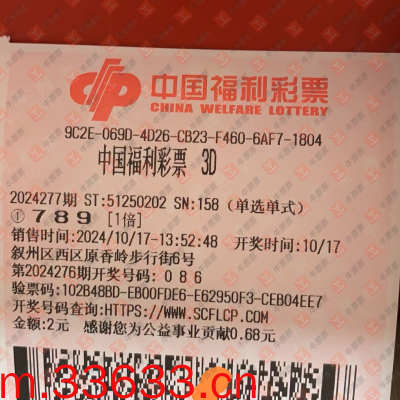 中国福利彩票
CHINA WELFARE LOTTERY
9C2E-069D-4D26-CB23-F460-6AF7-1804
中国福利彩票 3D
2024277期 ST:51250202 SN:158 (单选单式)
① 7 8 9 [1倍]
销售时间:2024/10/17-13:52:48 开奖时间:10/17
叙州区西区原香岭步行街6号
第2024276期开奖号码: 0 8 6
验票码:102B48BD-EB00FDE6-E62950F3-CEB04EE7
开奖号码查询:HTTPS://WWW.SCFLCP.COM
金额:2元 感谢您为公益事业贡献0.68元
m.33633.cn